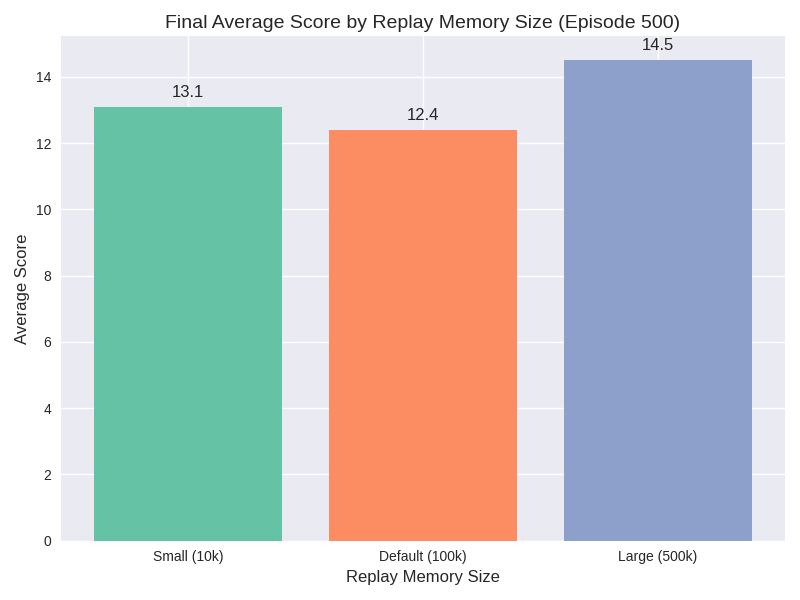 Final Average Score by Replay Memory Size (Episode 500)
14.5
13.1
12.4
14
12
10
8
6
4
2
0
Average Score
Small (10k)
Default (100k)
Large (500k)
Replay Memory Size